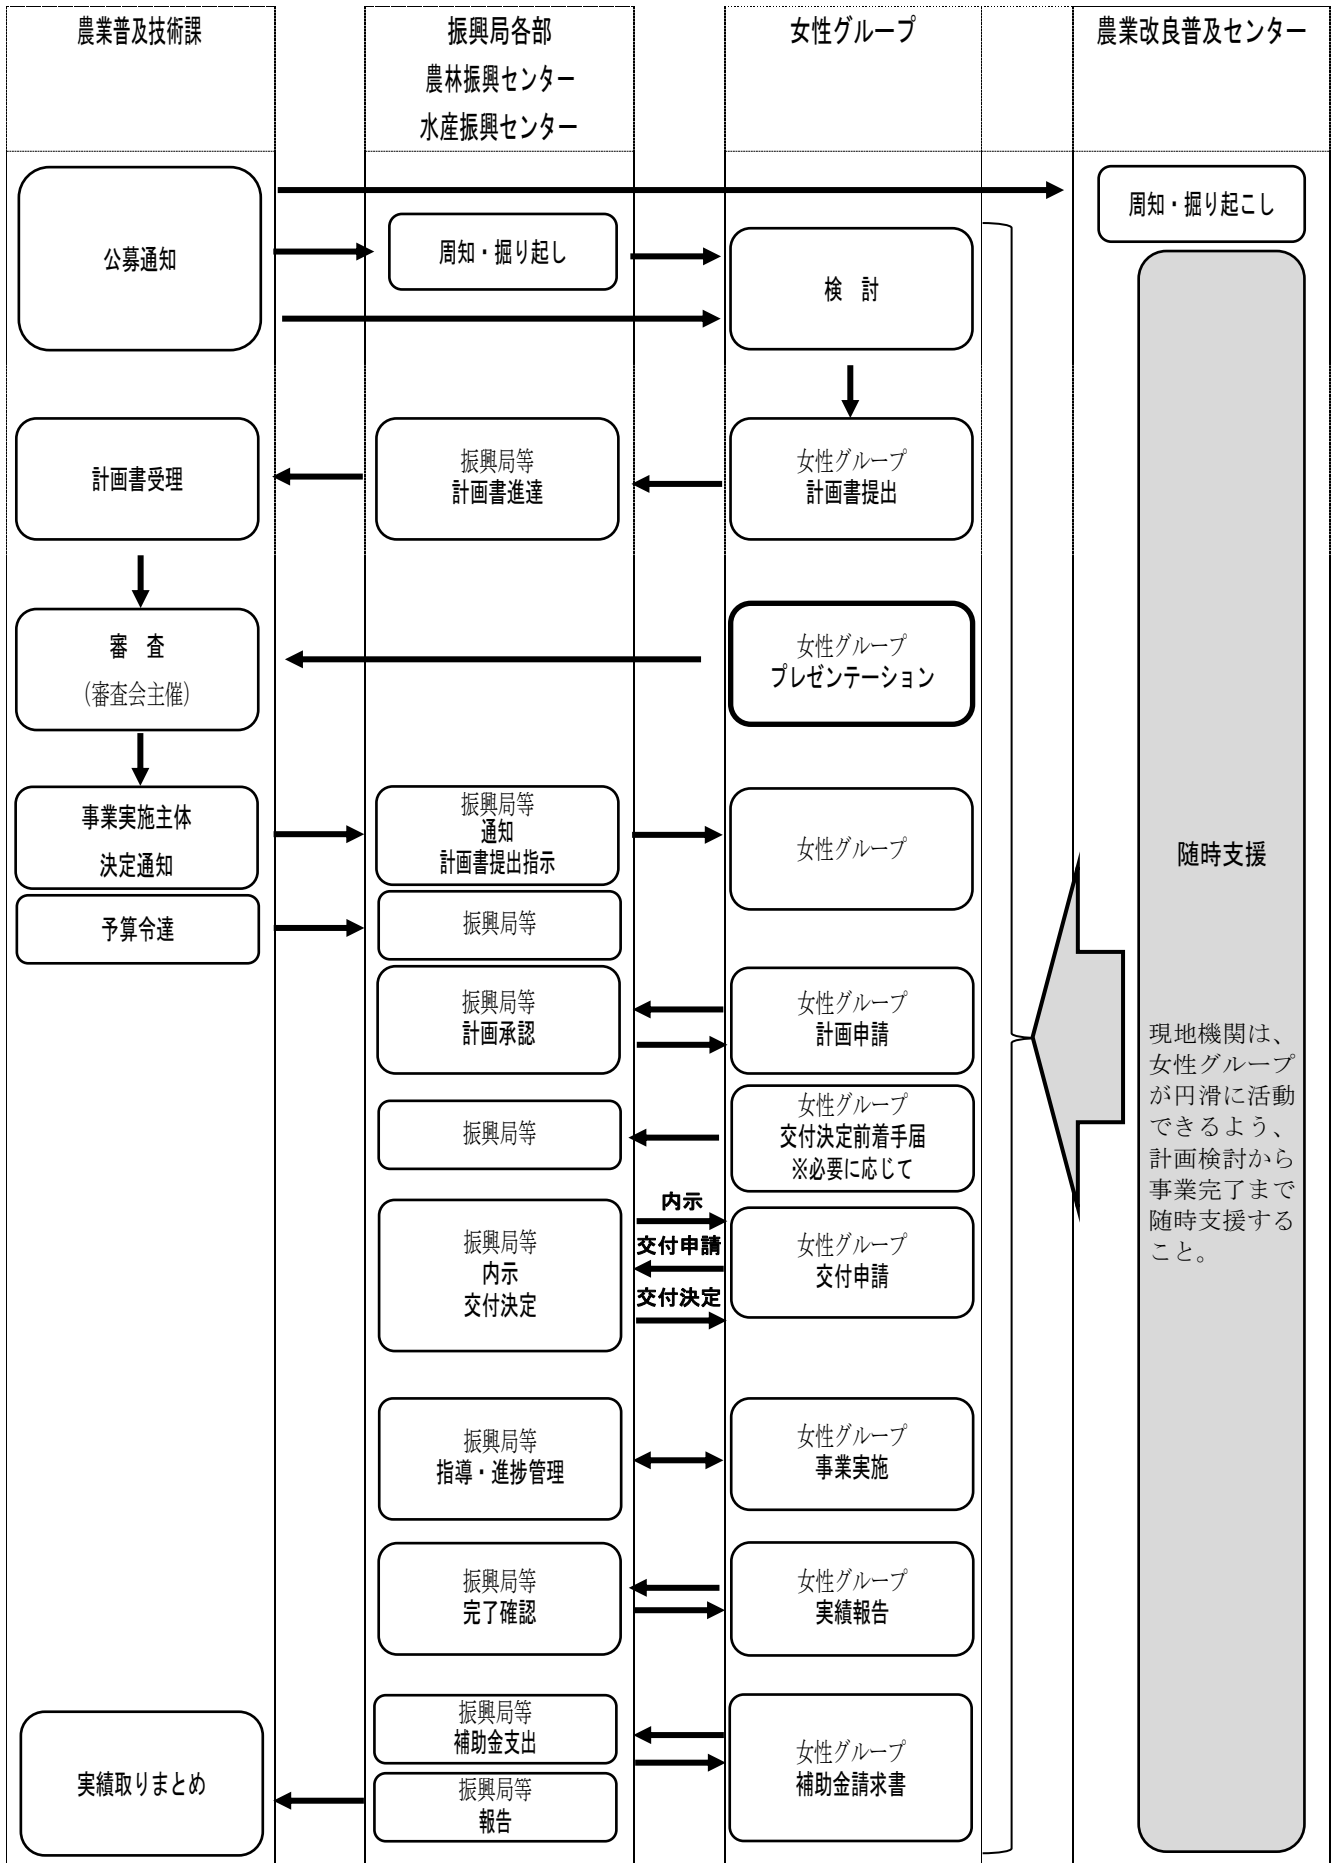 農業普及技術課
振興局各部
農林振興センター
水産振興センター
女性グループ
農業改良普及センター
公募通知
周知・掘り起し
検　討
周知・掘り起こし
計画書受理
振興局等
計画書進達
女性グループ
計画書提出
審　査
(審査会主催)
女性グループ
プレゼンテーション
事業実施主体
決定通知
振興局等
通知
計画書提出指示
女性グループ
随時支援
予算令達
振興局等
振興局等
計画承認
女性グループ
計画申請
現地機関は、
女性グループ
が円滑に活動
できるよう、
計画検討から
事業完了まで
随時支援する
こと。
振興局等
女性グループ
交付決定前着手届
※必要に応じて
振興局等
内示
交付決定
内示
交付申請
交付決定
女性グループ
交付申請
振興局等
指導・進捗管理
女性グループ
事業実施
振興局等
完了確認
女性グループ
実績報告
実績取りまとめ
振興局等
補助金支出
振興局等
報告
女性グループ
補助金請求書